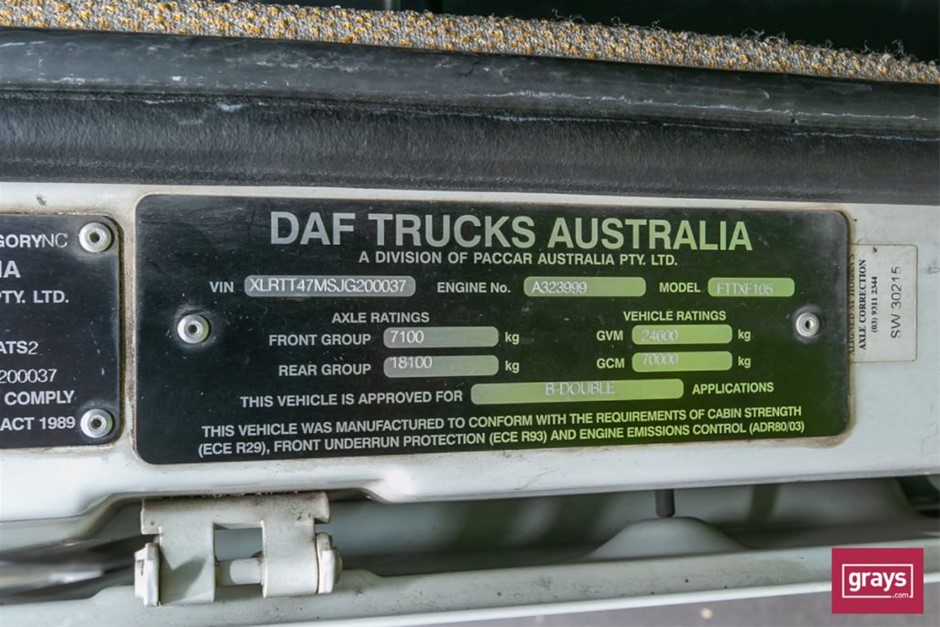 GORYNC
IA
PTY. LTD.
ATS2
200037
COMPLY
ACT 1989
DAF TRUCKS AUSTRALIA
A DIVISION OF PACCAR AUSTRALIA PTY. LTD.
VIN XLRTT47MSJG200037 ENGINE No. A323999 MODEL FTTXF105
AXLE RATINGS VEHICLE RATINGS
FRONT GROUP 7100 kg GVM 24600 kg
REAR GROUP 18100 kg GCM 70000 kg
THIS VEHICLE IS APPROVED FOR B-DOUBLE APPLICATIONS
THIS VEHICLE WAS MANUFACTURED TO CONFORM WITH THE REQUIREMENTS OF CABIN STRENGTH
(ECE R29), FRONT UNDERRUN PROTECTION (ECE R93) AND ENGINE EMISSIONS CONTROL (ADR80/03)
AXLE CORRECTION
(03) 9311 2344
SW 30215
grays
.com